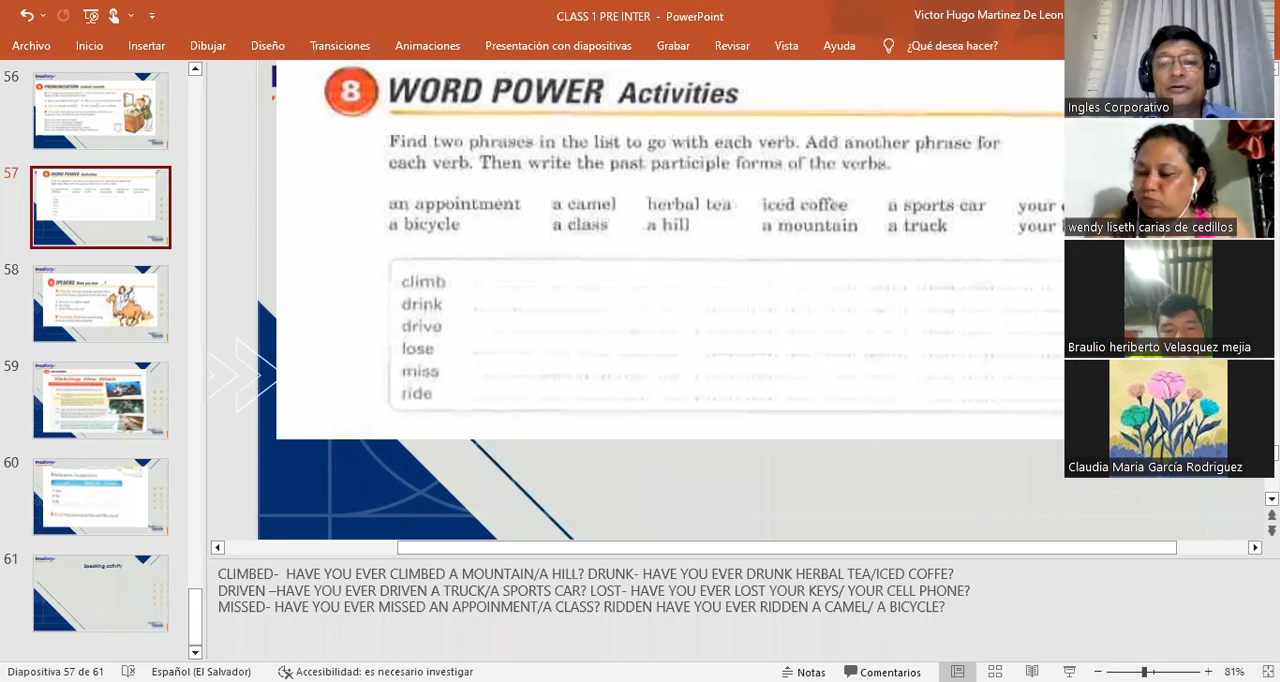 CLASS 1 PRE INTER - PowerPoint
Victor Hugo Martinez De Leon
Archivo Inicio Insertar Dibujar Diseño Transiciones Animaciones Presentación con diapositivas Grabar Revisar Vista Ayuda ¿Qué desea hacer?
56
57
58
59
60
61
Speaking activity
8 WORD POWER Activities
Find two phrases in the list to go with each verb. Add another phrase for
each verb. Then write the past participle forms of the verbs.
an appointment a camel herbal tea iced coffee a sports car your
a bicycle a class a hill a mountain a truck your
climb
drink
drive
lose
miss
ride
Ingles Corporativo
wendy liseth carias de cedillos
Braulio heriberto Velasquez mejia
Claudia Maria García Rodriguez
CLIMBED- HAVE YOU EVER CLIMBED A MOUNTAIN/A HILL? DRUNK- HAVE YOU EVER DRUNK HERBAL TEA/ICED COFFE?
DRIVEN –HAVE YOU EVER DRIVEN A TRUCK/A SPORTS CAR? LOST- HAVE YOU EVER LOST YOUR KEYS/ YOUR CELL PHONE?
MISSED- HAVE YOU EVER MISSED AN APPOINMENT/A CLASS? RIDDEN HAVE YOU EVER RIDDEN A CAMEL/ A BICYCLE?
Diapositiva 57 de 61 Español (El Salvador) Accesibilidad: es necesario investigar Notas Comentarios 81%